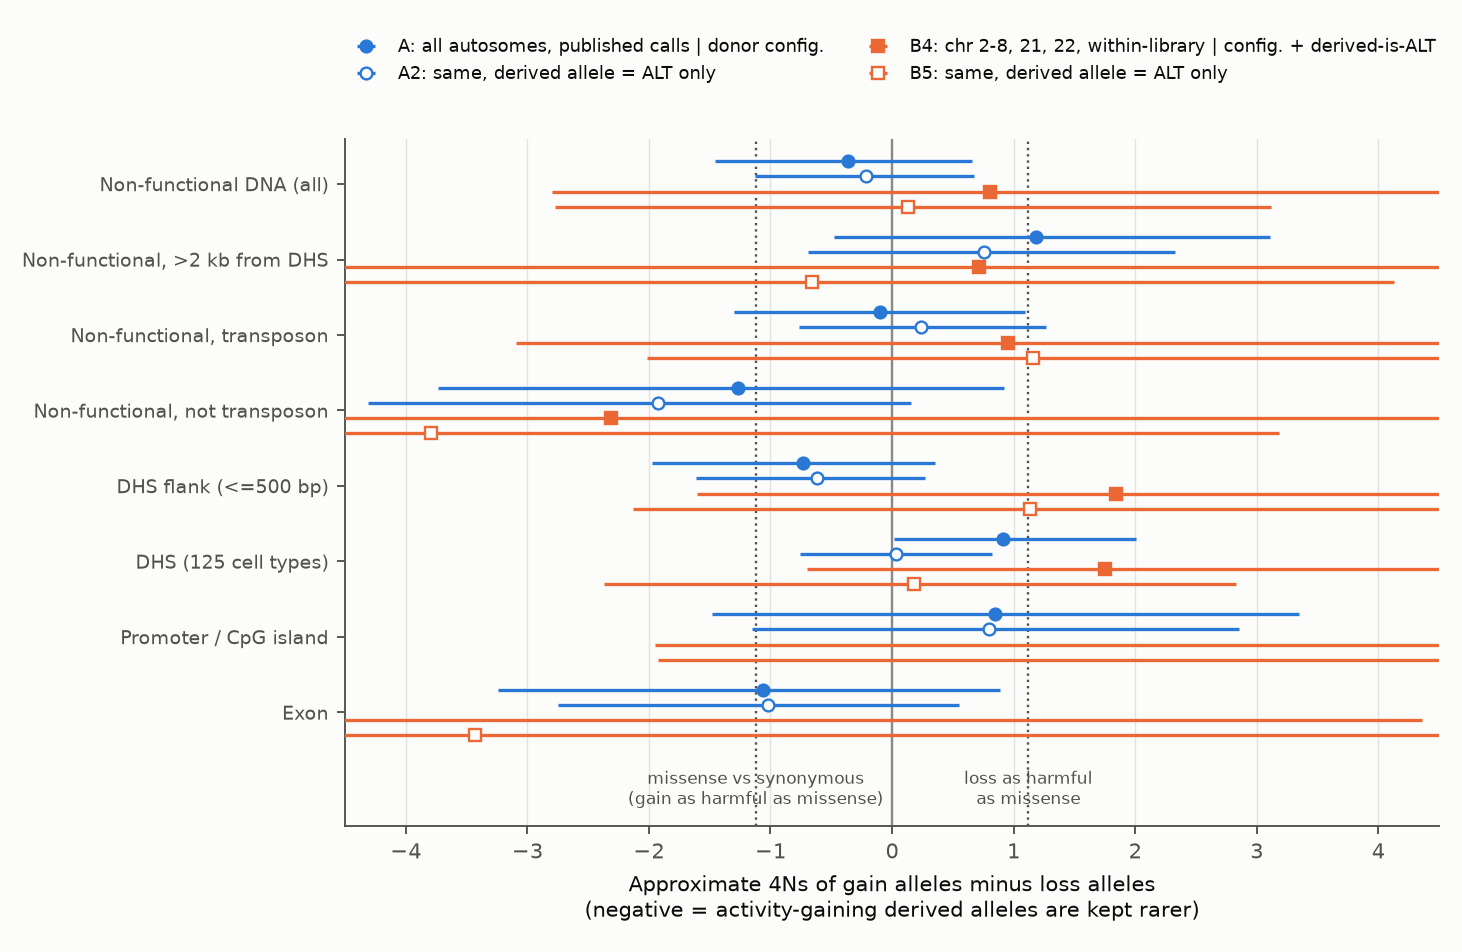 A: all autosomes, published calls | donor config.
A2: same, derived allele = ALT only
B4: chr 2-8, 21, 22, within-library | config. + derived-is-ALT
B5: same, derived allele = ALT only
Non-functional DNA (all)
Non-functional, >2 kb from DHS
Non-functional, transposon
Non-functional, not transposon
DHS flank (<=500 bp)
DHS (125 cell types)
Promoter / CpG island
Exon
missense vs synonymous
(gain as harmful as missense)
loss as harmful
as missense
−4 −3 −2 −1 0 1 2 3 4
Approximate 4Ns of gain alleles minus loss alleles
(negative = activity-gaining derived alleles are kept rarer)